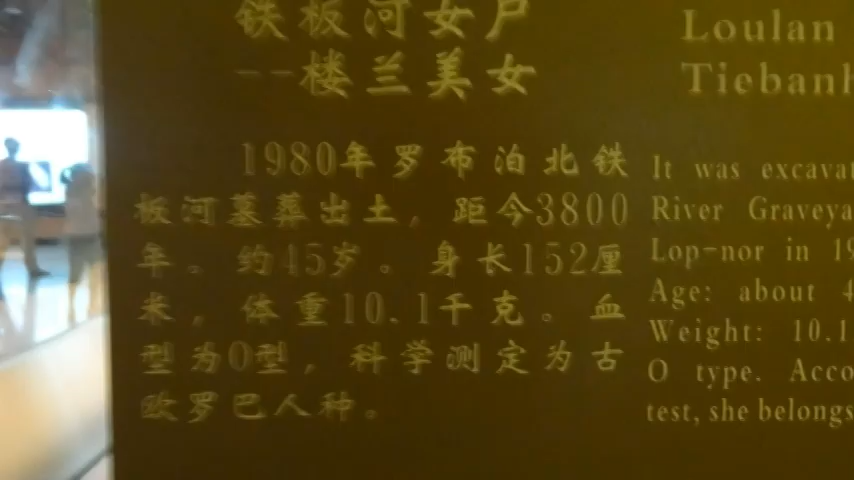 铁板河女尸
--楼兰美女
1980年罗布泊北铁
板河墓葬出土，距今3800
年。约45岁。身长152厘
米，体重10.1千克。血
型为O型，科学测定为古
欧罗巴人种。
Loulan
Tiebanh
It was excavat
River Graveya
Lop-nor in 19
Age: about 4
Weight: 10.1
O type. Acco
test, she belongs